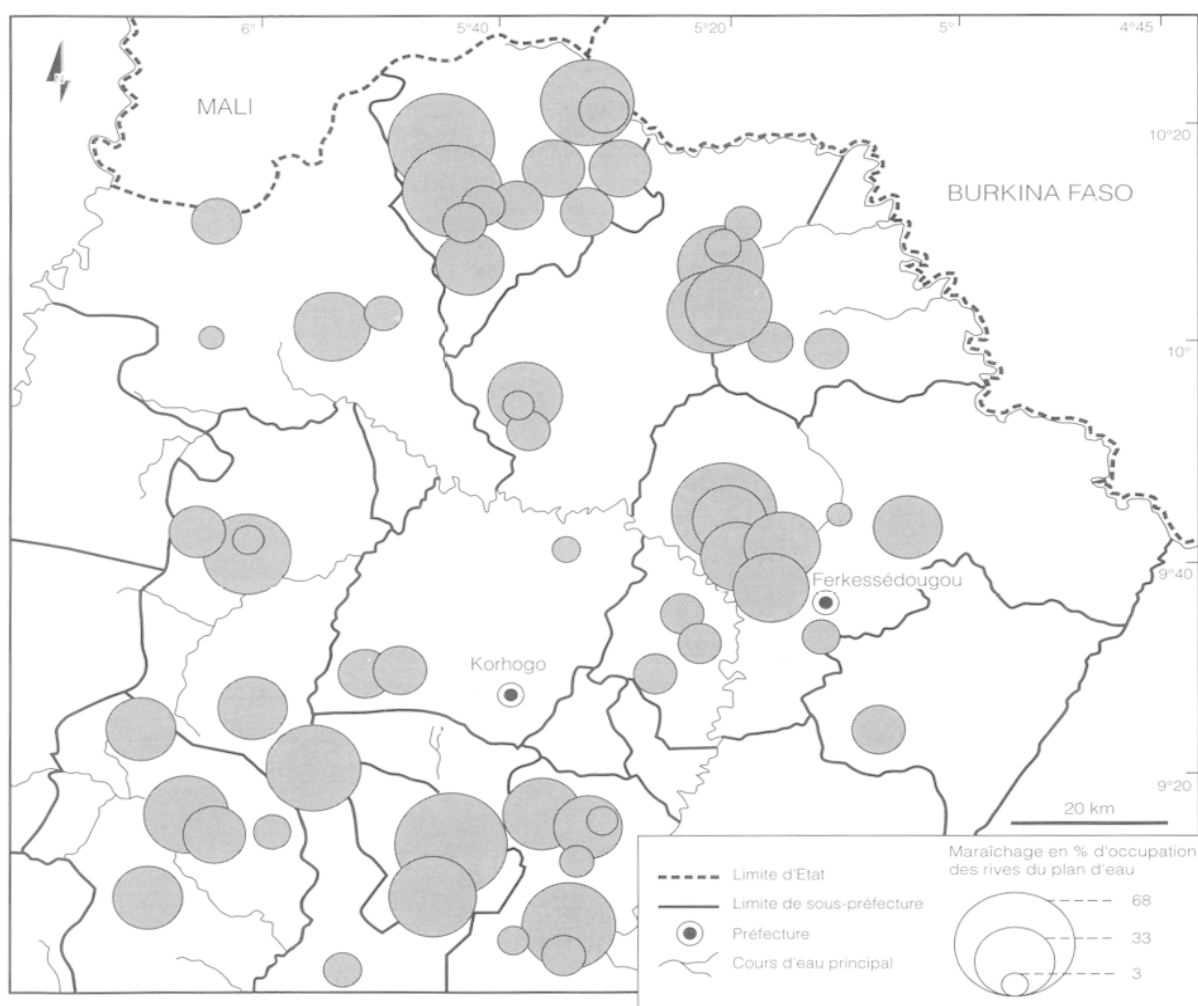 6°
5°40
5°20
5°
4°45
N
MALI
10°20
BURKINA FASO
10°
Ferkessédougou
9°40
Korhogo
9°20
20 km
Maraîchage en % d'occupation
des rives du plan d'eau
Limite d'Etat
68
Limite de sous-préfecture
Préfecture
33
Cours d'eau principal
3